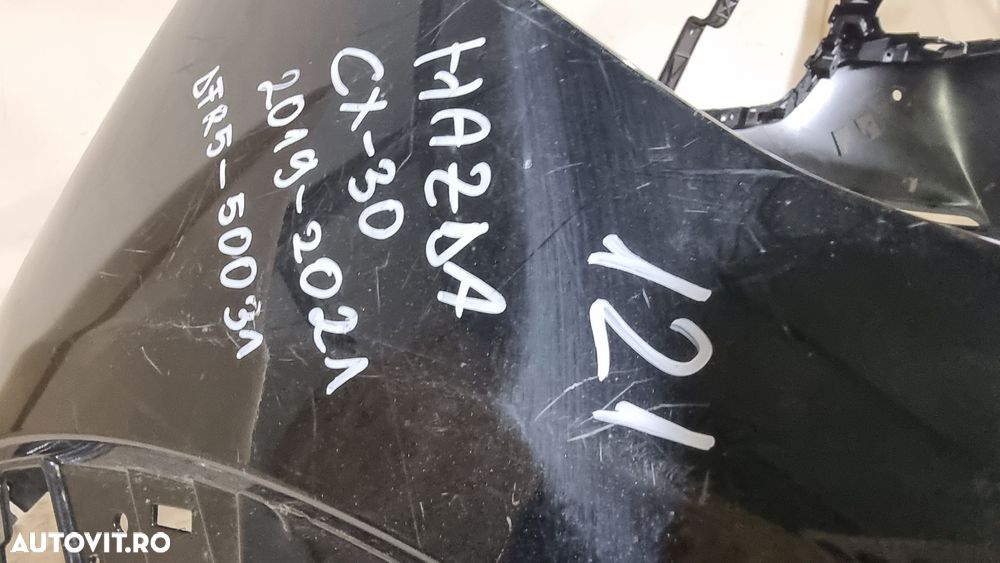 MAZDA
CX-30
2019-2021
DFR5-50031
121
AUTOVIT.RO